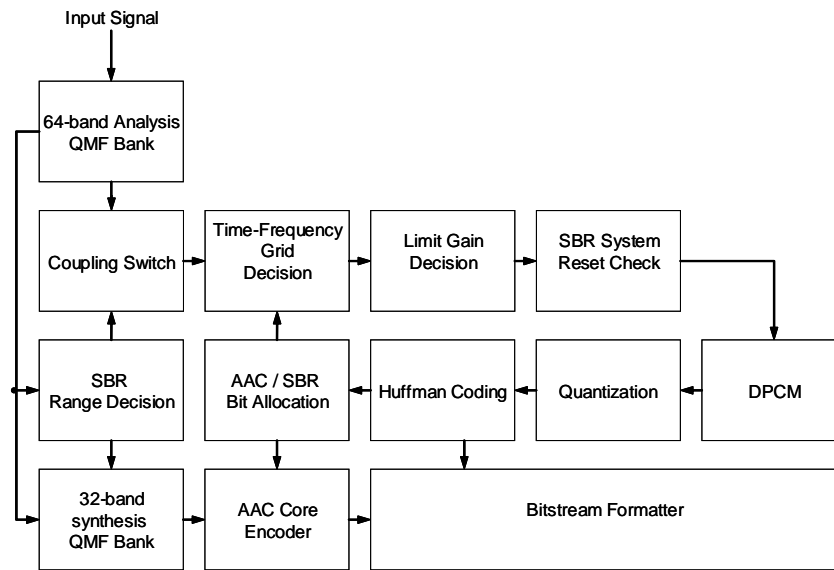 Input Signal
64-band Analysis
QMF Bank
Coupling Switch
Time-Frequency
Grid
Decision
Limit Gain
Decision
SBR System
Reset Check
SBR
Range Decision
AAC / SBR
Bit Allocation
Huffman Coding
Quantization
DPCM
32-band
synthesis
QMF Bank
AAC Core
Encoder
Bitstream Formatter